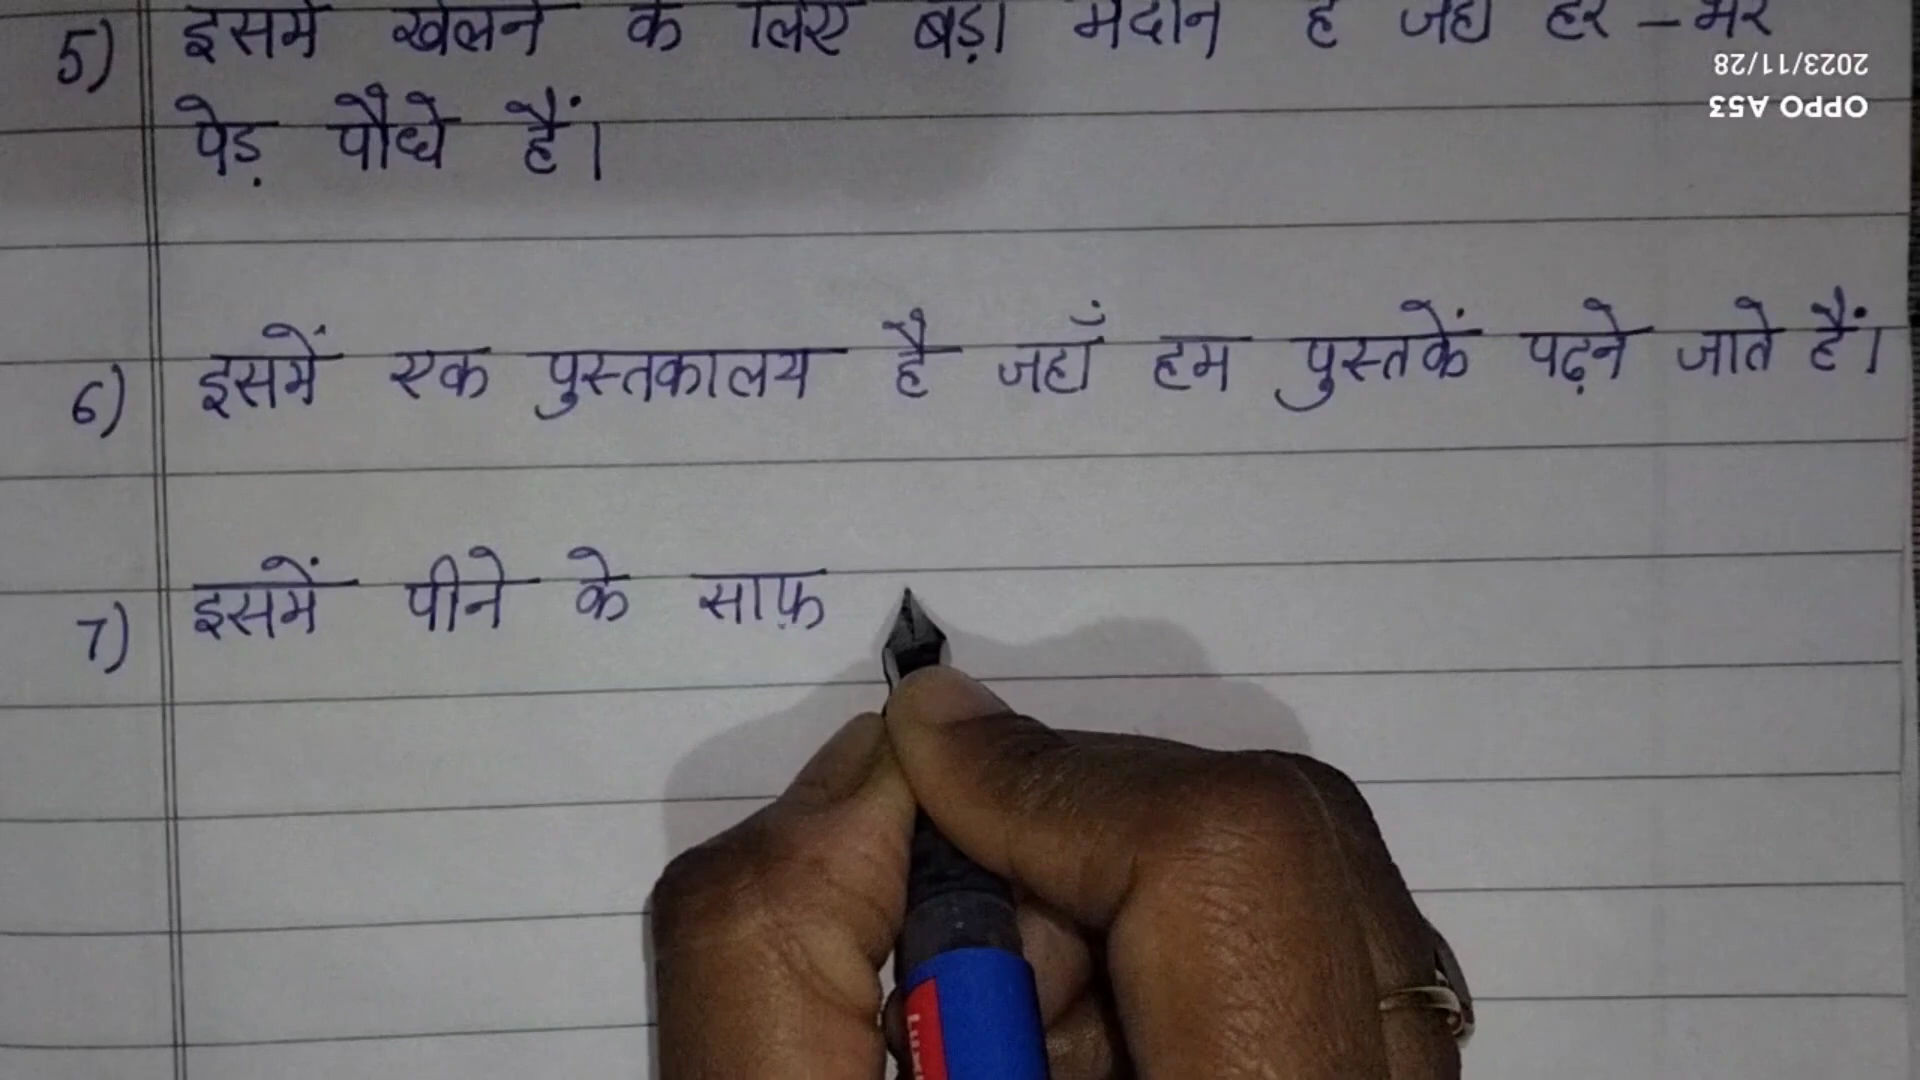 5) इसमें खेलने के लिए बड़ा मैदान है जहाँ हरे - भरे
पेड़ पौधे हैं।
6) इसमें एक पुस्तकालय है जहाँ हम पुस्तकें पढ़ने जाते हैं।
7) इसमें पीने के साफ़
2023/11/28
OPPO A53